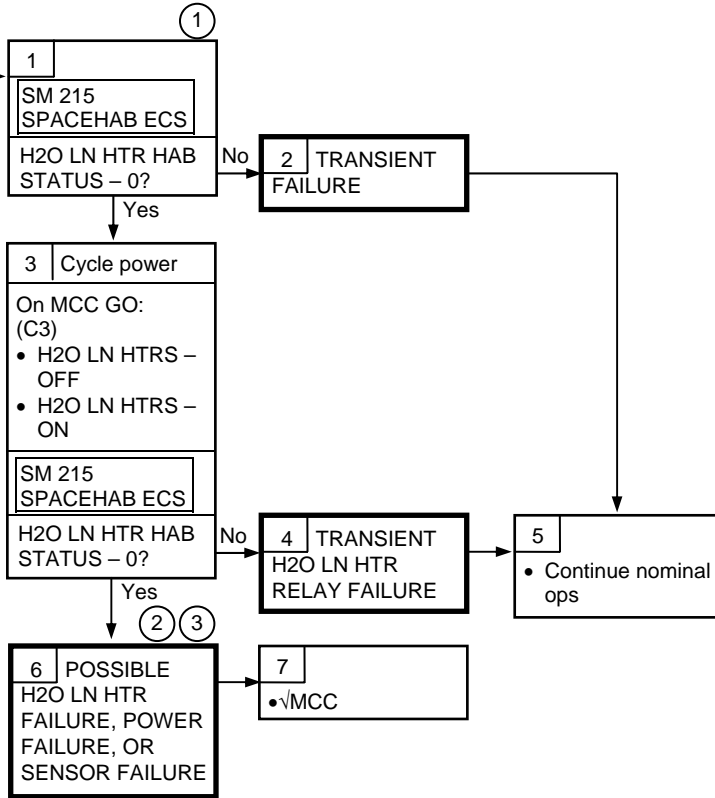 1
1
SM 215
SPACEHAB ECS
H2O LN HTR HAB
STATUS – 0?
No
2 TRANSIENT
FAILURE
Yes
3 Cycle power
On MCC GO:
(C3)
• H2O LN HTRS –
OFF
• H2O LN HTRS –
ON
SM 215
SPACEHAB ECS
H2O LN HTR HAB
STATUS – 0?
No
4 TRANSIENT
H2O LN HTR
RELAY FAILURE
5
• Continue nominal
ops
Yes
2 3
6 POSSIBLE
H2O LN HTR
FAILURE, POWER
FAILURE, OR
SENSOR FAILURE
7
•√MCC